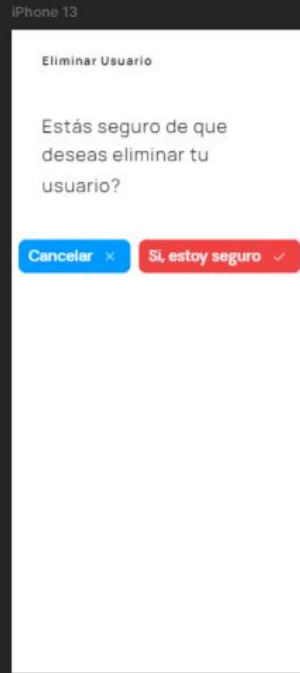 iPhone 13
Eliminar Usuario
Estás seguro de que
deseas eliminar tu
usuario?
Cancelar
Si, estoy seguro